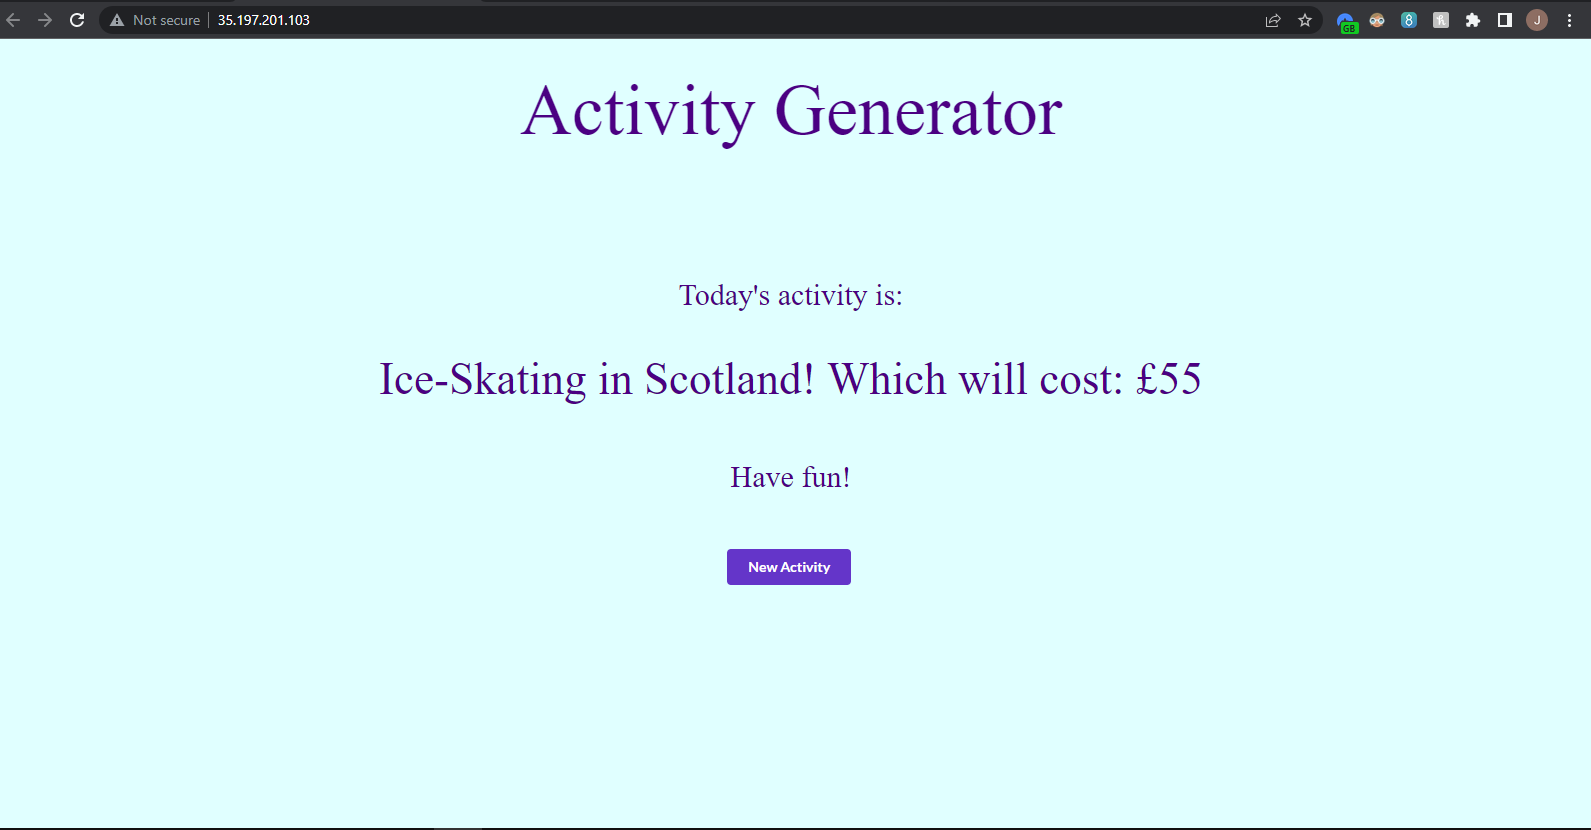 Not secure 35.197.201.103
GB
8
J
Activity Generator
Today's activity is:
Ice-Skating in Scotland! Which will cost: £55
Have fun!
New Activity